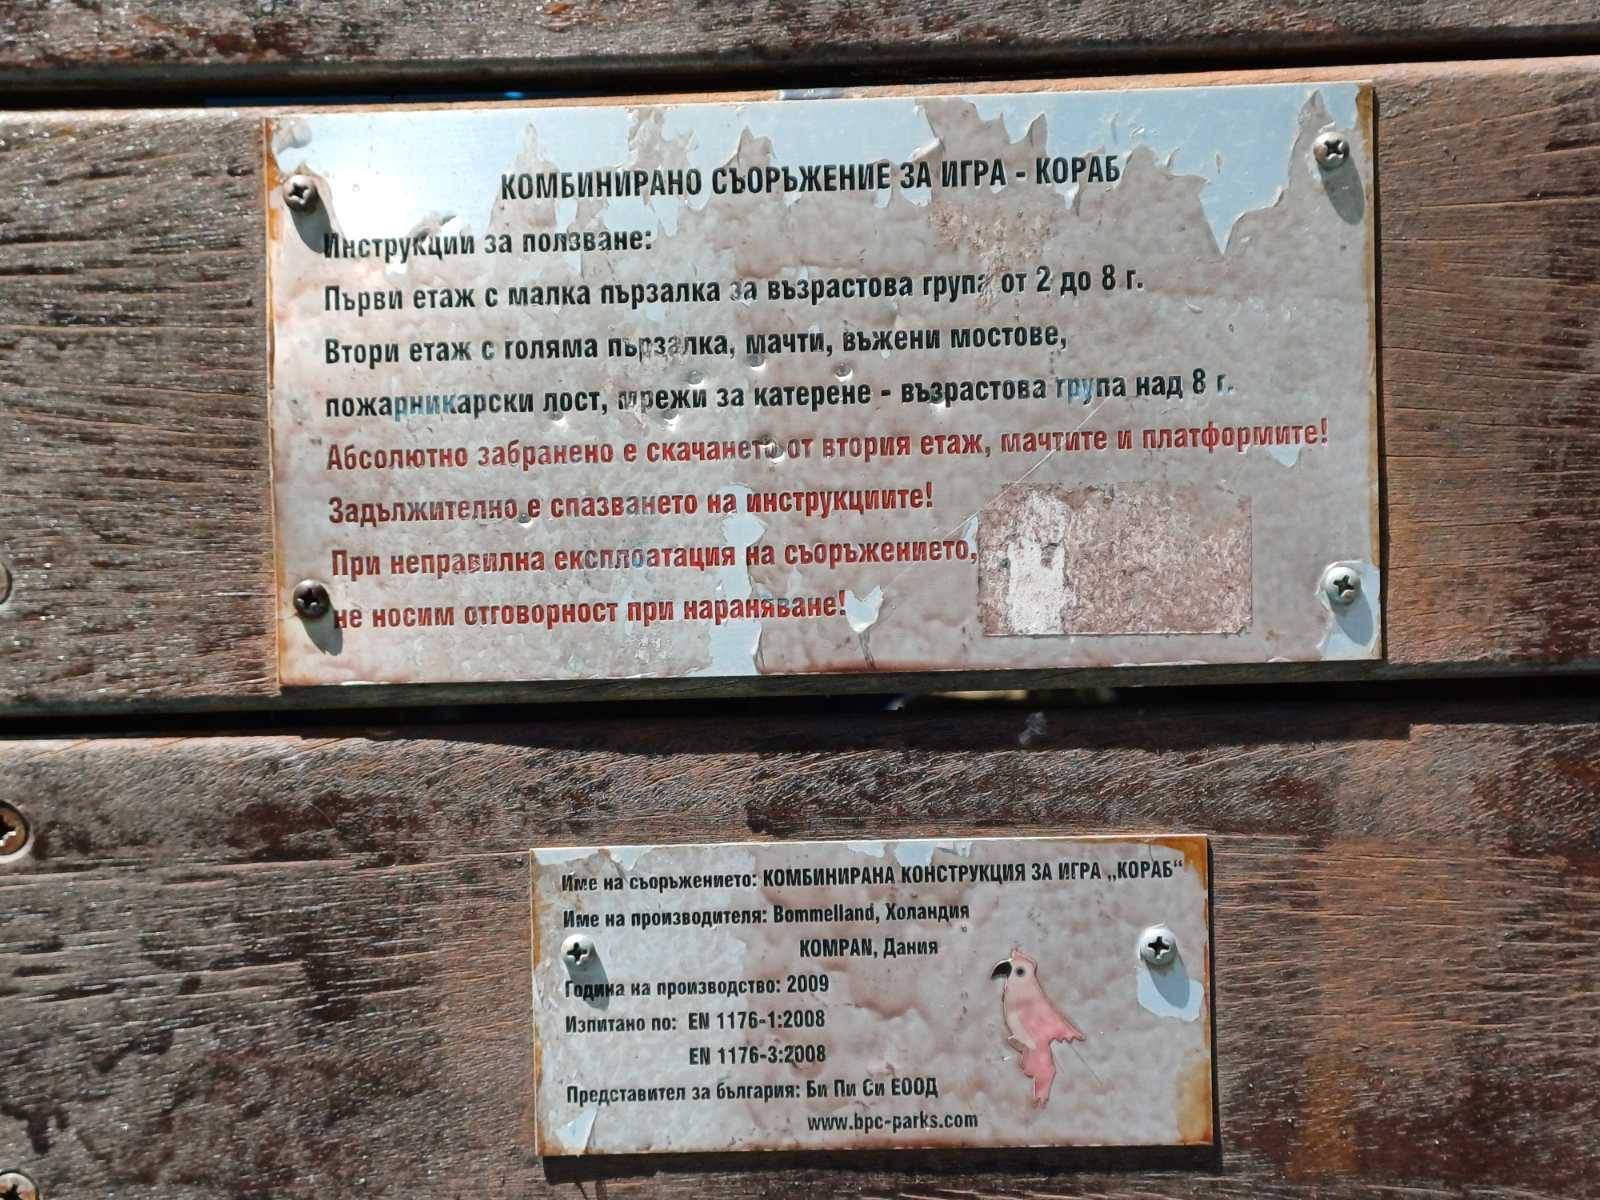 КОМБИНИРАНО СЪОРЪЖЕНИЕ ЗА ИГРА - КОРАБ
Инструкции за ползване:
Първи етаж с малка пързалка за възрастова група от 2 до 8 г.
Втори етаж с голяма пързалка, мачти, въжени мостове,
пожарникарски лост, мрежи за катерене - възрастова група над 8 г.
Абсолютно забранено е скачането от втория етаж, мачтите и платформите!
Задължително е спазването на инструкциите!
При неправилна експлоатация на съоръжението,
не носим отговорност при нараняване!
Име на съоръжението: КОМБИНИРАНА КОНСТРУКЦИЯ ЗА ИГРА „КОРАБ“
Име на производителя: Bommelland, Холандия
KOMPAN, Дания
Година на производство: 2009
Изпитано по: EN 1176-1:2008
EN 1176-3:2008
Представител за българия: Би Пи Си ЕООД
www.bpc-parks.com